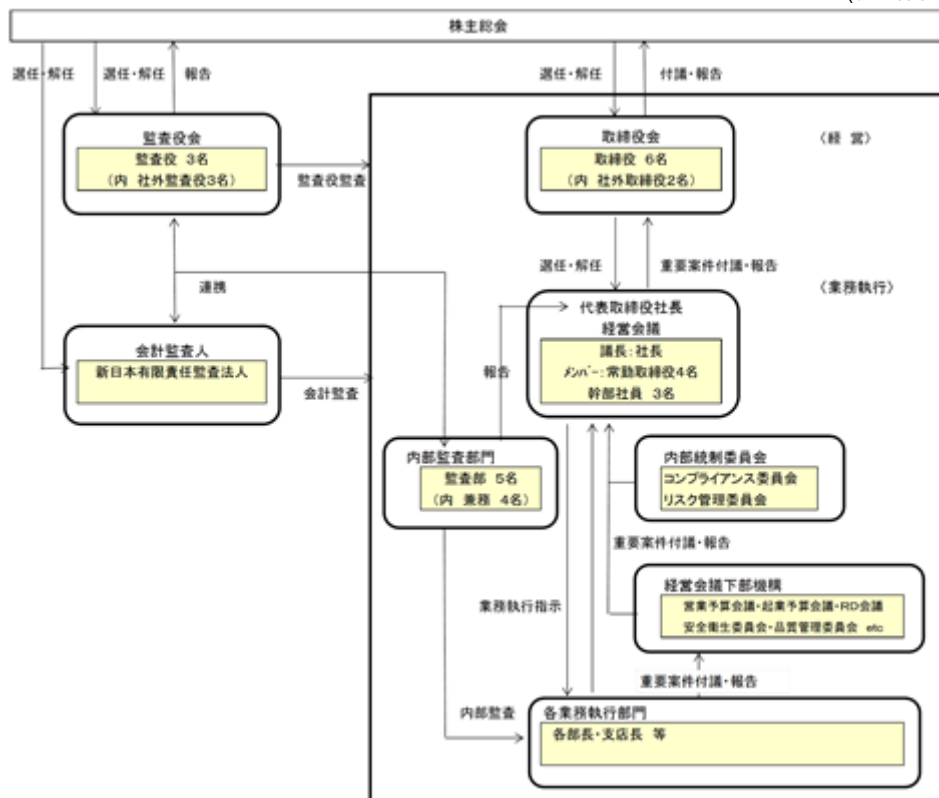 株主総会
選任・解任
選任・解任
報告
選任・解任
付議・報告
監査役会
監査役 3名
(内 社外監査役3名)
監査役監査
取締役会
取締役 6名
(内 社外取締役2名)
〈経 営〉
選任・解任
重要案件付議・報告
〈業務執行〉
連携
代表取締役社長
経営会議
議長：社長
メンバー：常勤取締役4名
幹部社員 3名
会計監査人
新日本有限責任監査法人
会計監査
報告
内部監査部門
監査部 5名
(内 兼務 4名)
内部統制委員会
コンプライアンス委員会
リスク管理委員会
重要案件付議・報告
経営会議下部機構
営業予算会議・起業予算会議・RD会議
安全衛生委員会・品質管理委員会 etc
業務執行指示
重要案件付議・報告
内部監査
各業務執行部門
各部長・支店長 等